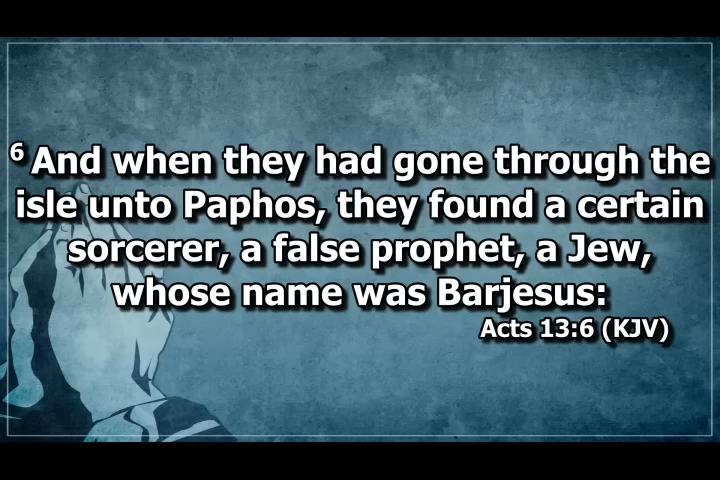 6 And when they had gone through the
isle unto Paphos, they found a certain
sorcerer, a false prophet, a Jew,
whose name was Barjesus:
Acts 13:6 (KJV)